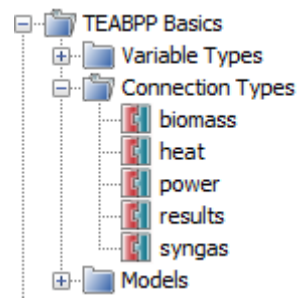 TEABPP Basics
Variable Types
Connection Types
biomass
heat
power
results
syngas
Models